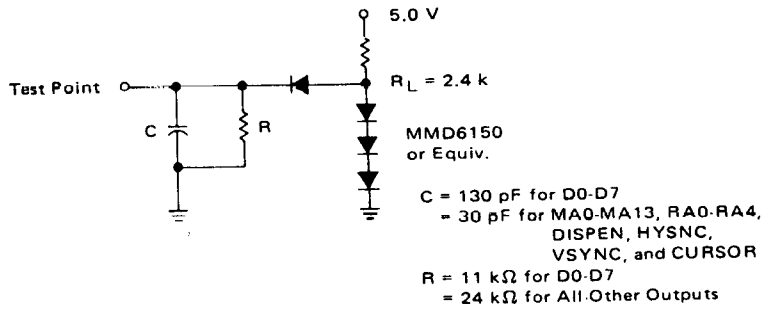 5.0 V
Test Point
R_L = 2.4 k
C
R
MMD6150
or Equiv.
C = 130 pF for D0-D7
= 30 pF for MA0-MA13, RA0-RA4,
DISPEN, HYSNC,
VSYNC, and CURSOR
R = 11 kΩ for D0-D7
= 24 kΩ for All Other Outputs